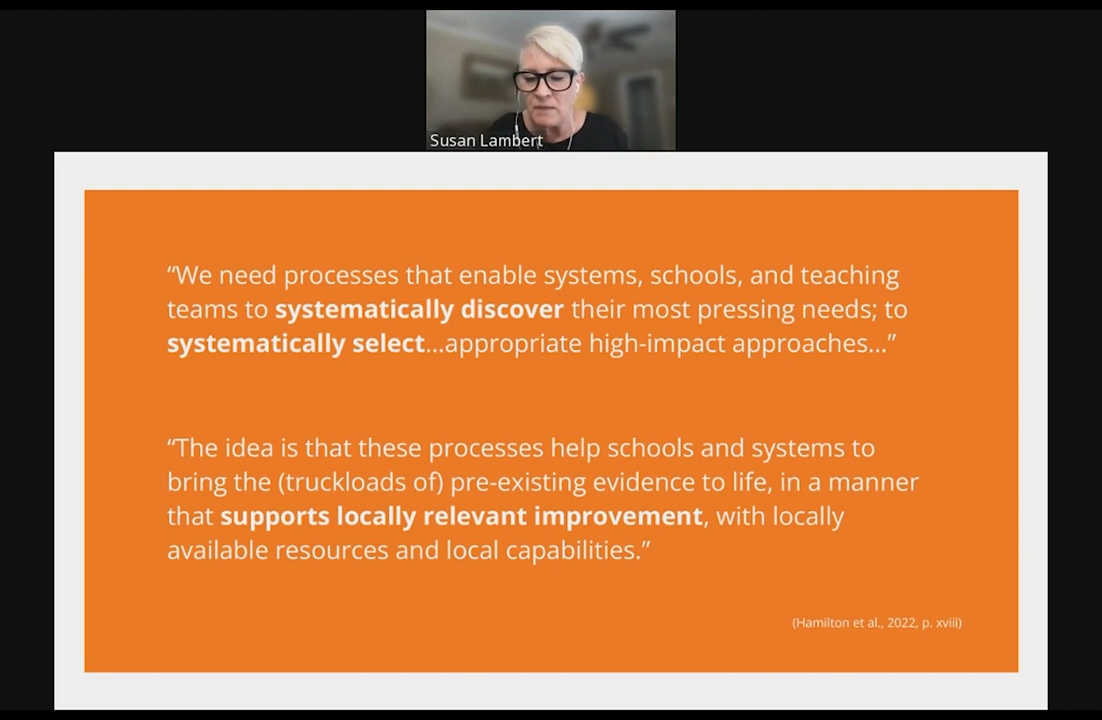 Susan Lambert
“We need processes that enable systems, schools, and teaching
teams to systematically discover their most pressing needs; to
systematically select...appropriate high-impact approaches...”
“The idea is that these processes help schools and systems to
bring the (truckloads of) pre-existing evidence to life, in a manner
that supports locally relevant improvement, with locally
available resources and local capabilities.”
(Hamilton et al., 2022, p. xviii)